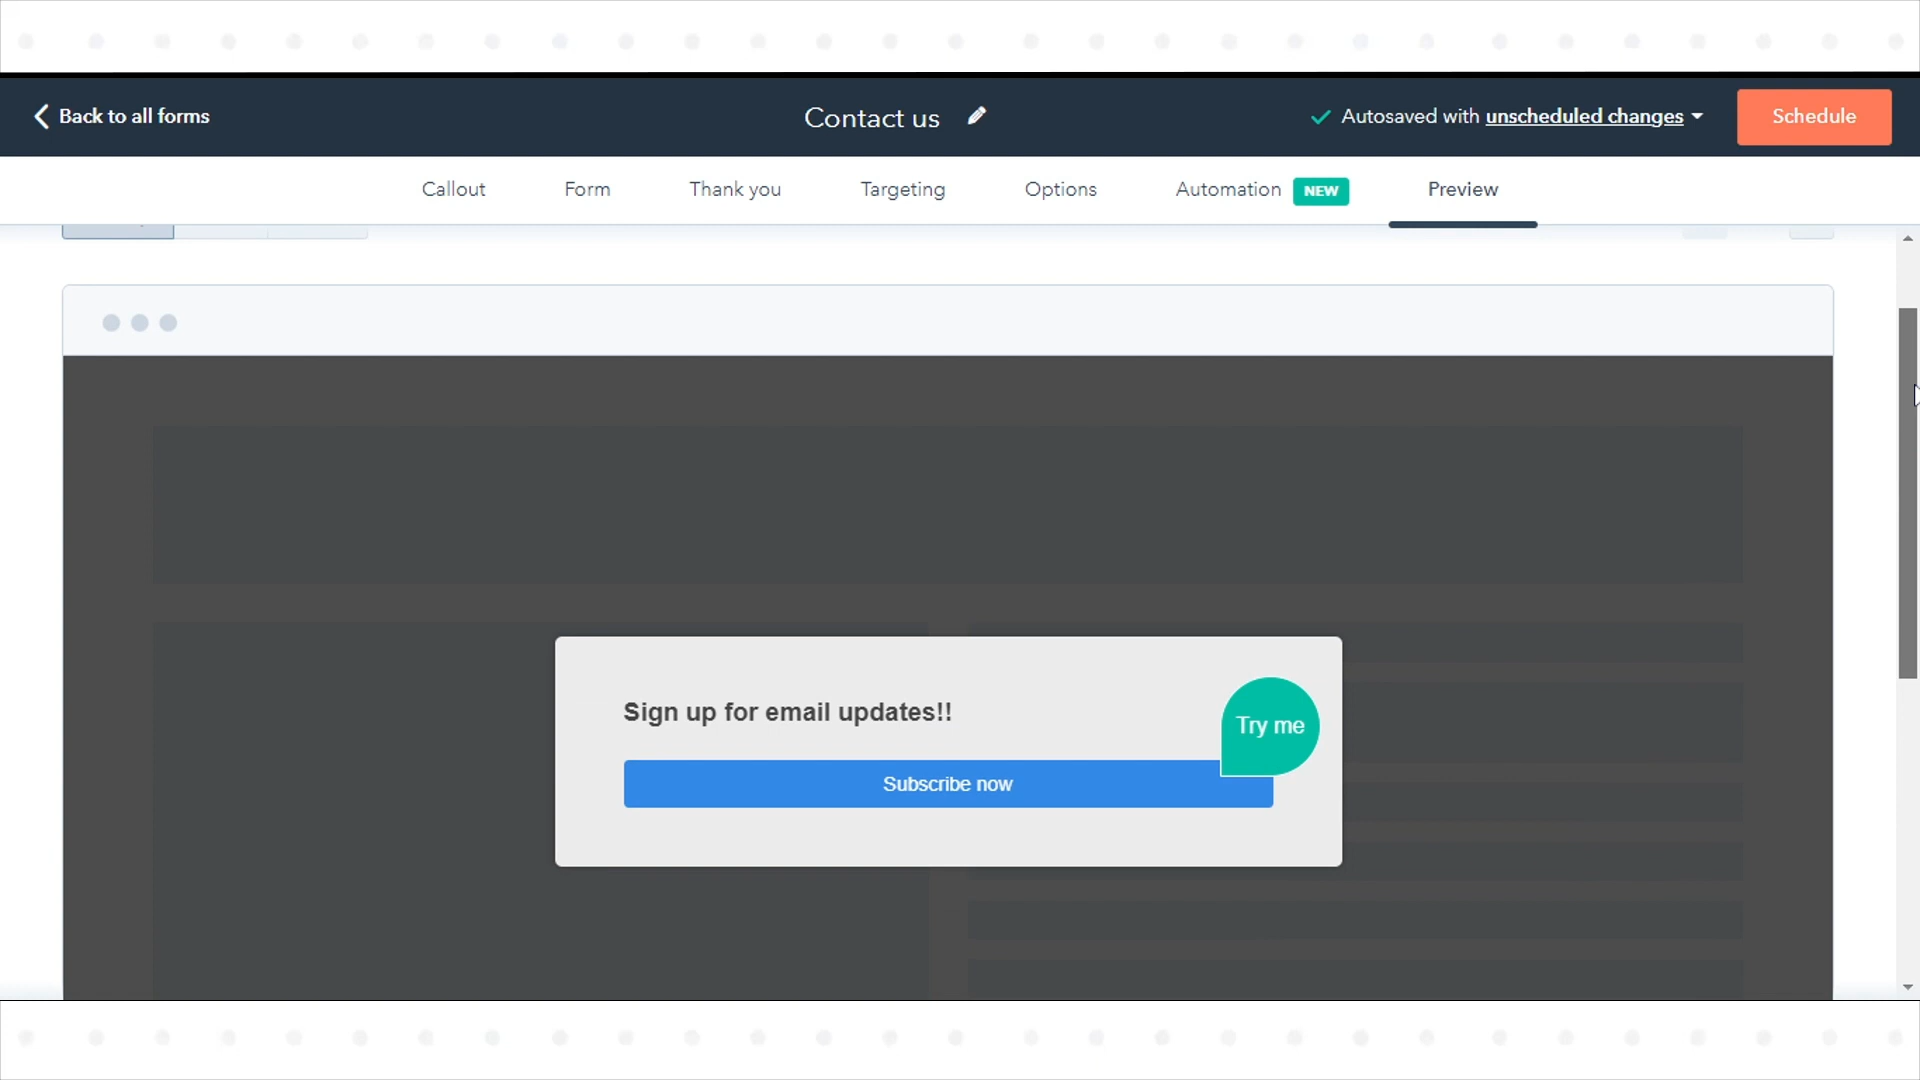 Back to all forms
Contact us
Autosaved with unscheduled changes
Schedule
Callout
Form
Thank you
Targeting
Options
Automation NEW
Preview
Sign up for email updates!!
Try me
Subscribe now